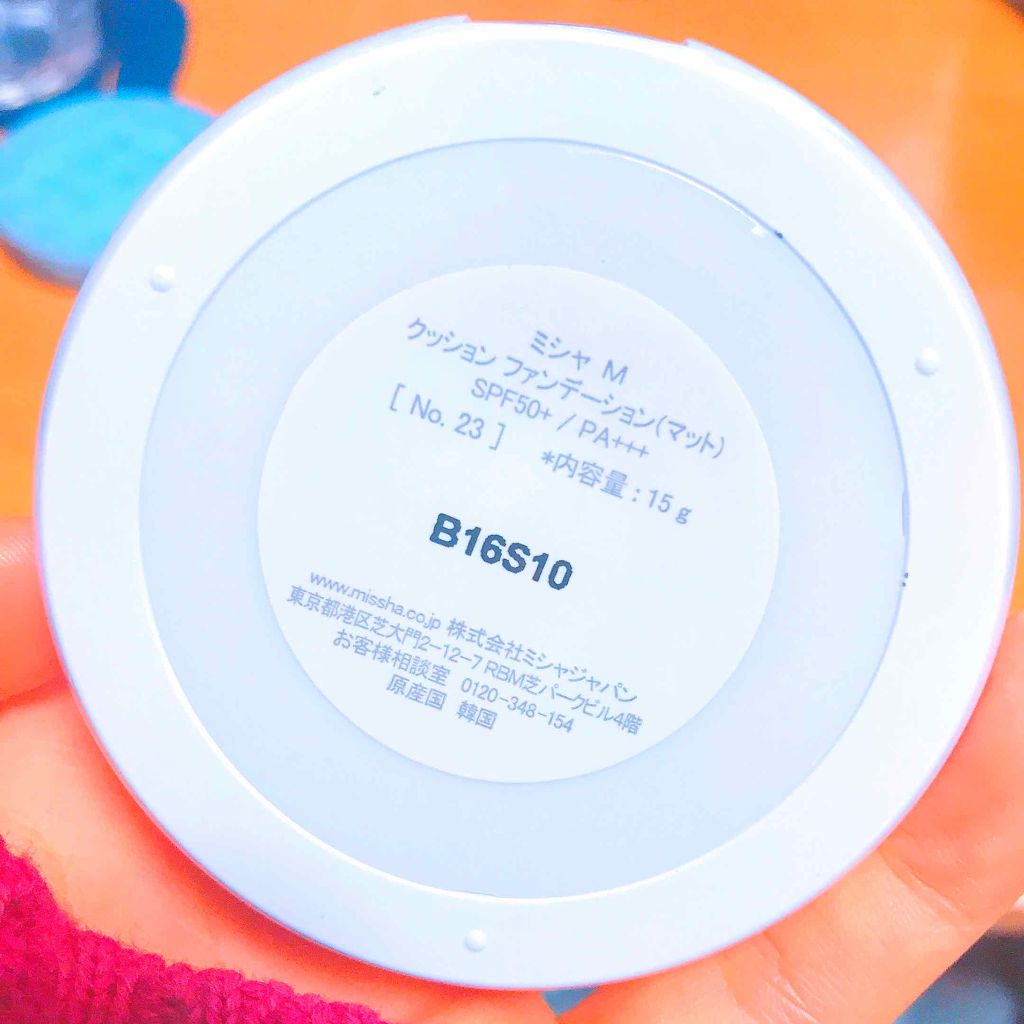 ミシャ M
クッション ファンデーション(マット)
SPF50+ / PA+++
[ No. 23 ] *内容量 : 15 g
B16S10
www.missha.co.jp 株式会社ミシャジャパン
東京都港区芝大門2-12-7 RBM芝パークビル4階
お客様相談室 0120-348-154
原産国 韓国